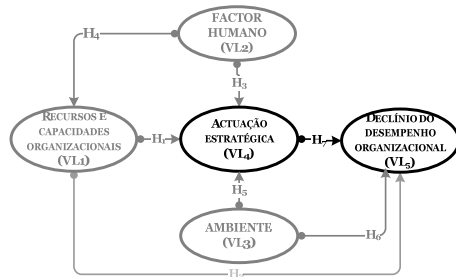 FACTOR
HUMANO
(VL2)
H4
H3
RECURSOS E
CAPACIDADES
ORGANIZACIONAIS
(VL1)
H1
ACTUAÇÃO
ESTRATÉGICA
(VL4)
H7
DECLÍNIO DO
DESEMPENHO
ORGANIZACIONAL
(VL5)
H5
AMBIENTE
(VL3)
H6